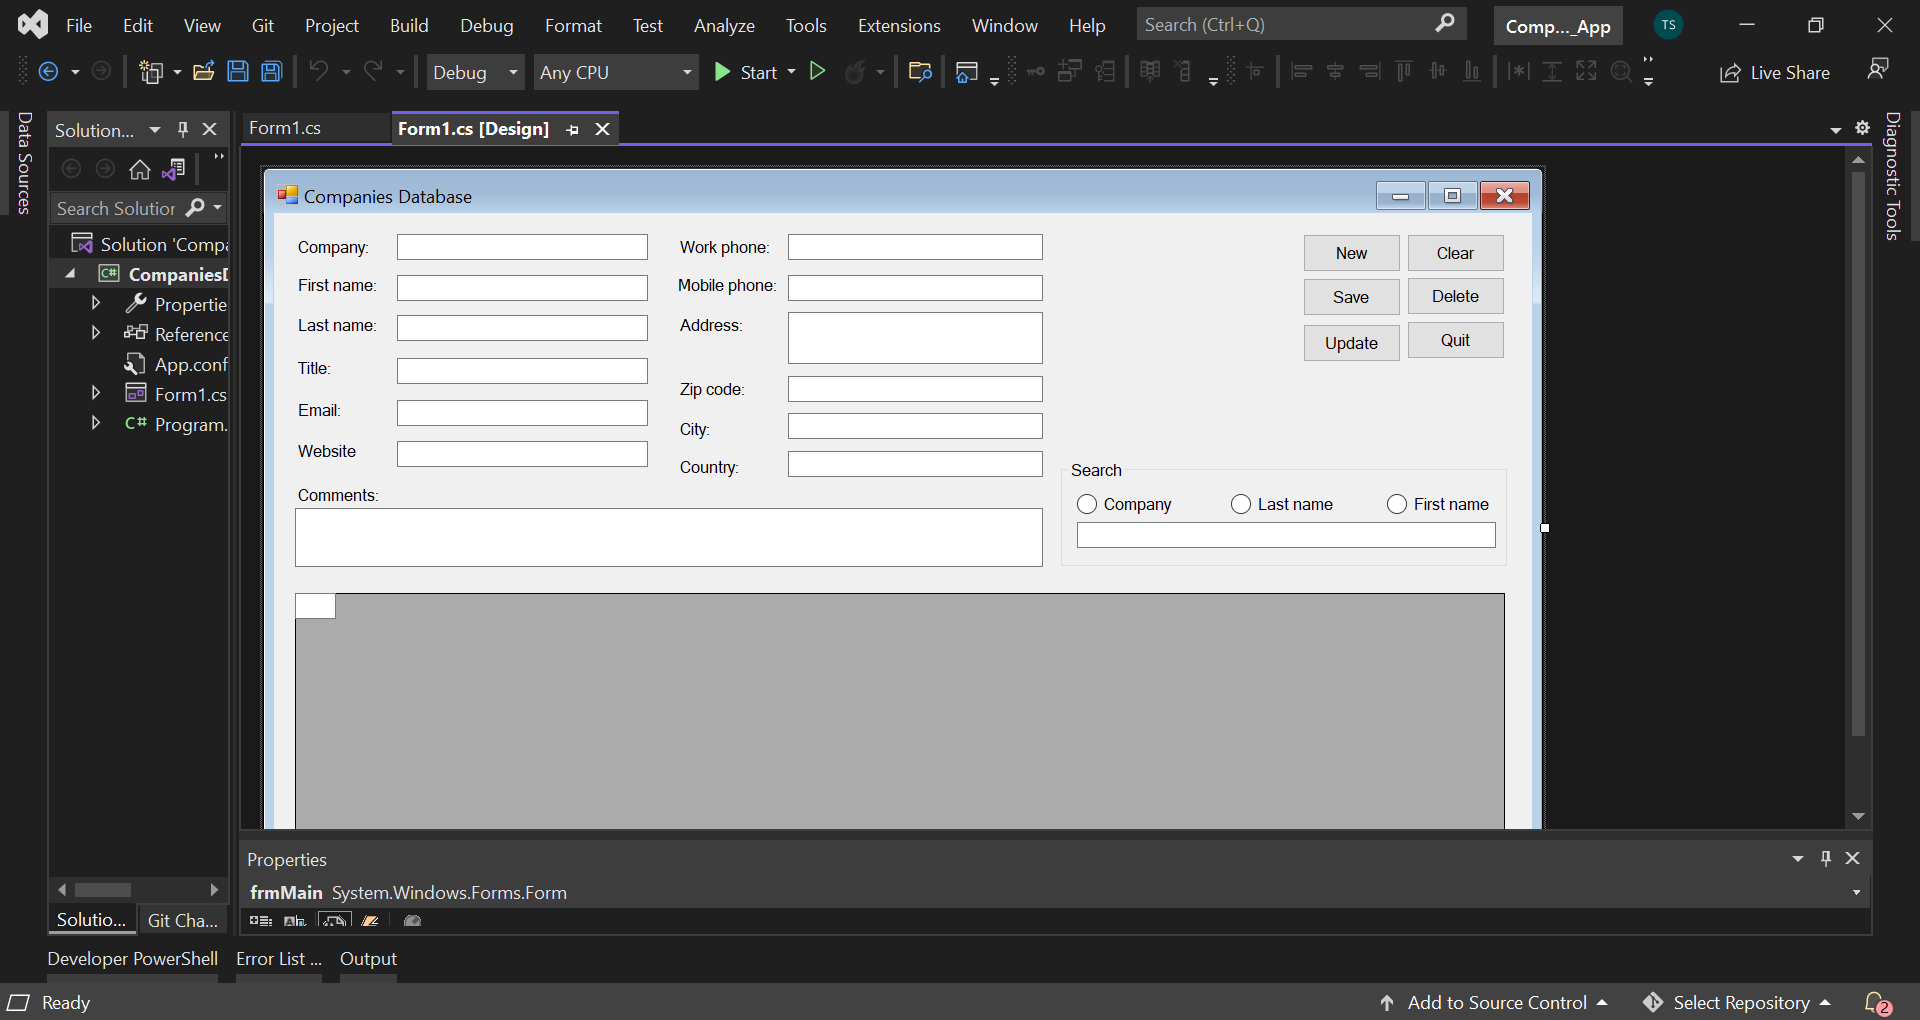 File Edit View Git Project Build Debug Format Test Analyze Tools Extensions Window Help Search (Ctrl+Q) Comp..._App TS
Debug Any CPU Start Live Share
Data Sources
Solution...
Search Solution
Solution 'Compa
CompaniesD
Propertie
Reference
App.conf
C# Form1.cs
C# Program.
Solutio... Git Cha...
Form1.cs Form1.cs [Design]
Companies Database
Company: Work phone: New Clear
First name: Mobile phone: Save Delete
Last name: Address: Update Quit
Title: Zip code:
Email: City:
Website Country:
Comments:
Search
Company Last name First name
Properties
frmMain System.Windows.Forms.Form
Diagnostic Tools
Developer PowerShell Error List ... Output
Ready Add to Source Control Select Repository 2